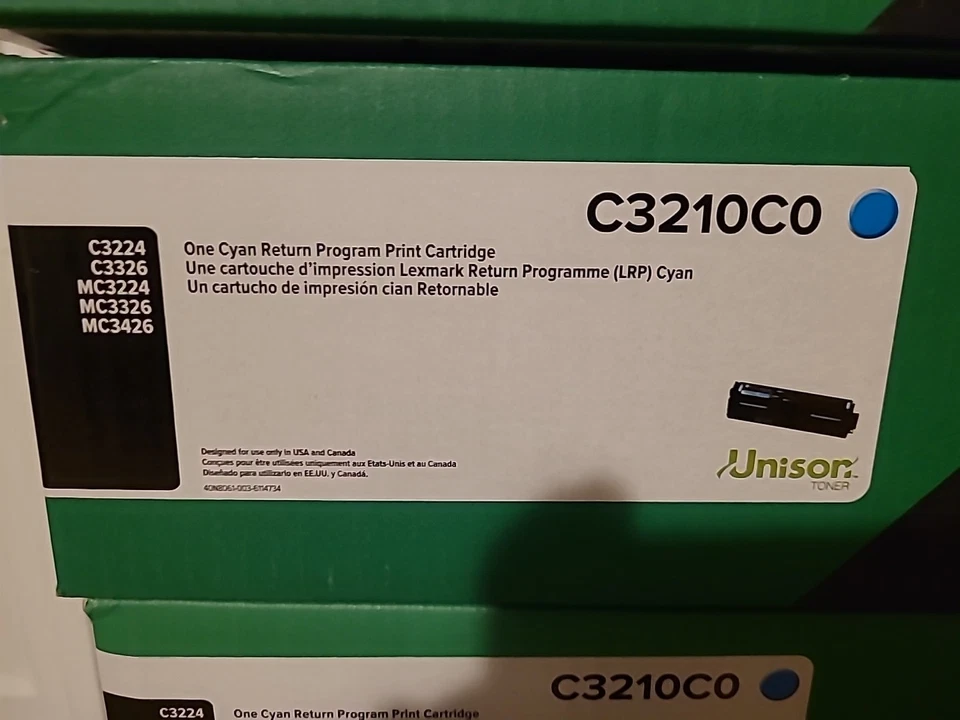 C3210C0
C3224
C3326
MC3224
MC3326
MC3426
One Cyan Return Program Print Cartridge
Une cartouche d'impression Lexmark Return Programme (LRP) Cyan
Un cartucho de impresión cian Retornable
Designed for use only in USA and Canada
Conçues pour être utilisées uniquement aux Etats-Unis et au Canada
Diseñado para utilizarlo en EE.UU. y Canadá.
Unison
TONER
C3210C0
C3224
One Cyan Return Program Print Cartridge